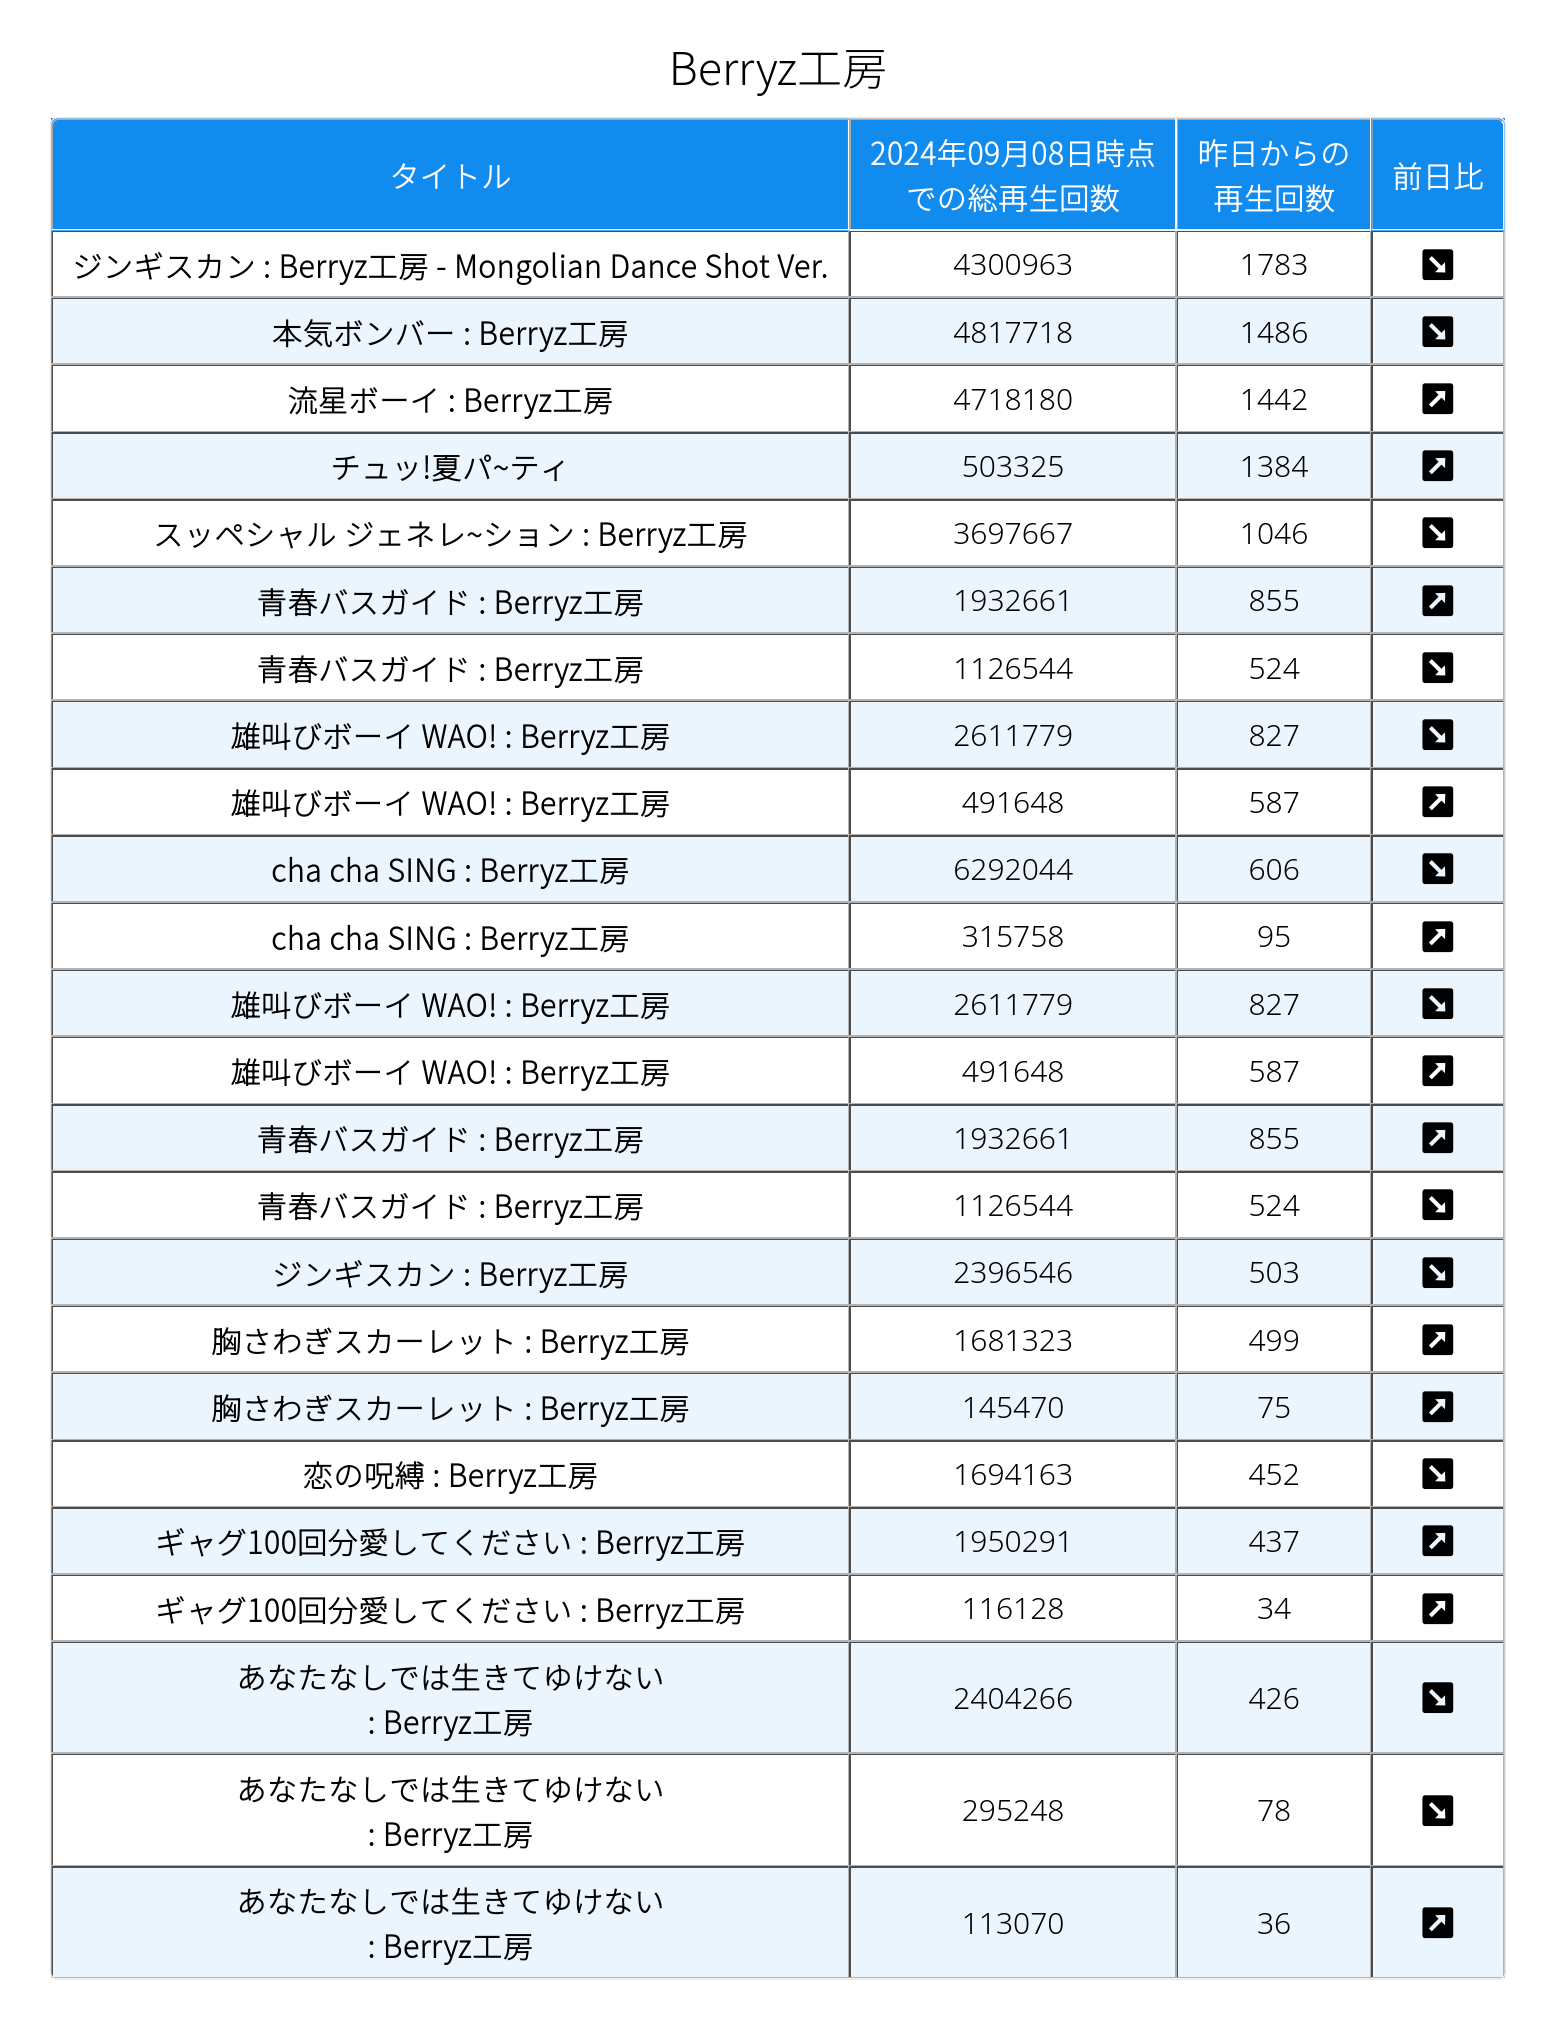 Berryz工房
タイトル
2024年09月08日時点
での総再生回数
昨日からの
再生回数
前日比
ジンギスカン : Berryz工房 - Mongolian Dance Shot Ver. 4300963 1783
本気ボンバー : Berryz工房 4817718 1486
流星ボーイ : Berryz工房 4718180 1442
チュッ!夏パ~ティ 503325 1384
スッペシャル ジェネレ~ション : Berryz工房 3697667 1046
青春バスガイド : Berryz工房 1932661 855
青春バスガイド : Berryz工房 1126544 524
雄叫びボーイ WAO! : Berryz工房 2611779 827
雄叫びボーイ WAO! : Berryz工房 491648 587
cha cha SING : Berryz工房 6292044 606
cha cha SING : Berryz工房 315758 95
雄叫びボーイ WAO! : Berryz工房 2611779 827
雄叫びボーイ WAO! : Berryz工房 491648 587
青春バスガイド : Berryz工房 1932661 855
青春バスガイド : Berryz工房 1126544 524
ジンギスカン : Berryz工房 2396546 503
胸さわぎスカーレット : Berryz工房 1681323 499
胸さわぎスカーレット : Berryz工房 145470 75
恋の呪縛 : Berryz工房 1694163 452
ギャグ100回分愛してください : Berryz工房 1950291 437
ギャグ100回分愛してください : Berryz工房 116128 34
あなたなしでは生きてゆけない
: Berryz工房 2404266 426
あなたなしでは生きてゆけない
: Berryz工房 295248 78
あなたなしでは生きてゆけない
: Berryz工房 113070 36